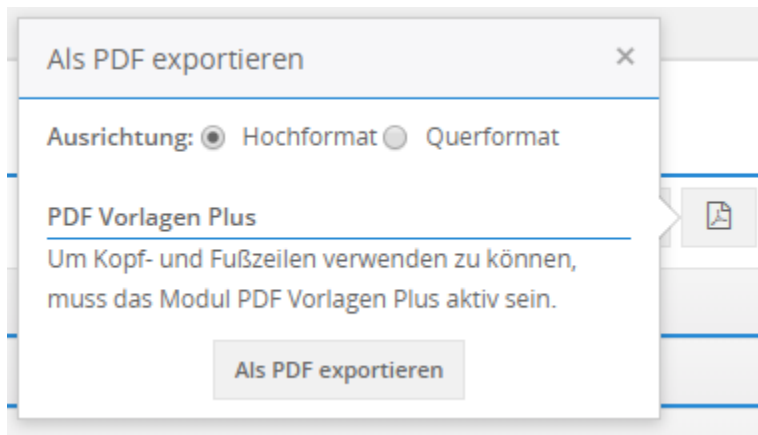 Als PDF exportieren ×
Ausrichtung: Hochformat Querformat
PDF Vorlagen Plus
Um Kopf- und Fußzeilen verwenden zu können,
muss das Modul PDF Vorlagen Plus aktiv sein.
Als PDF exportieren